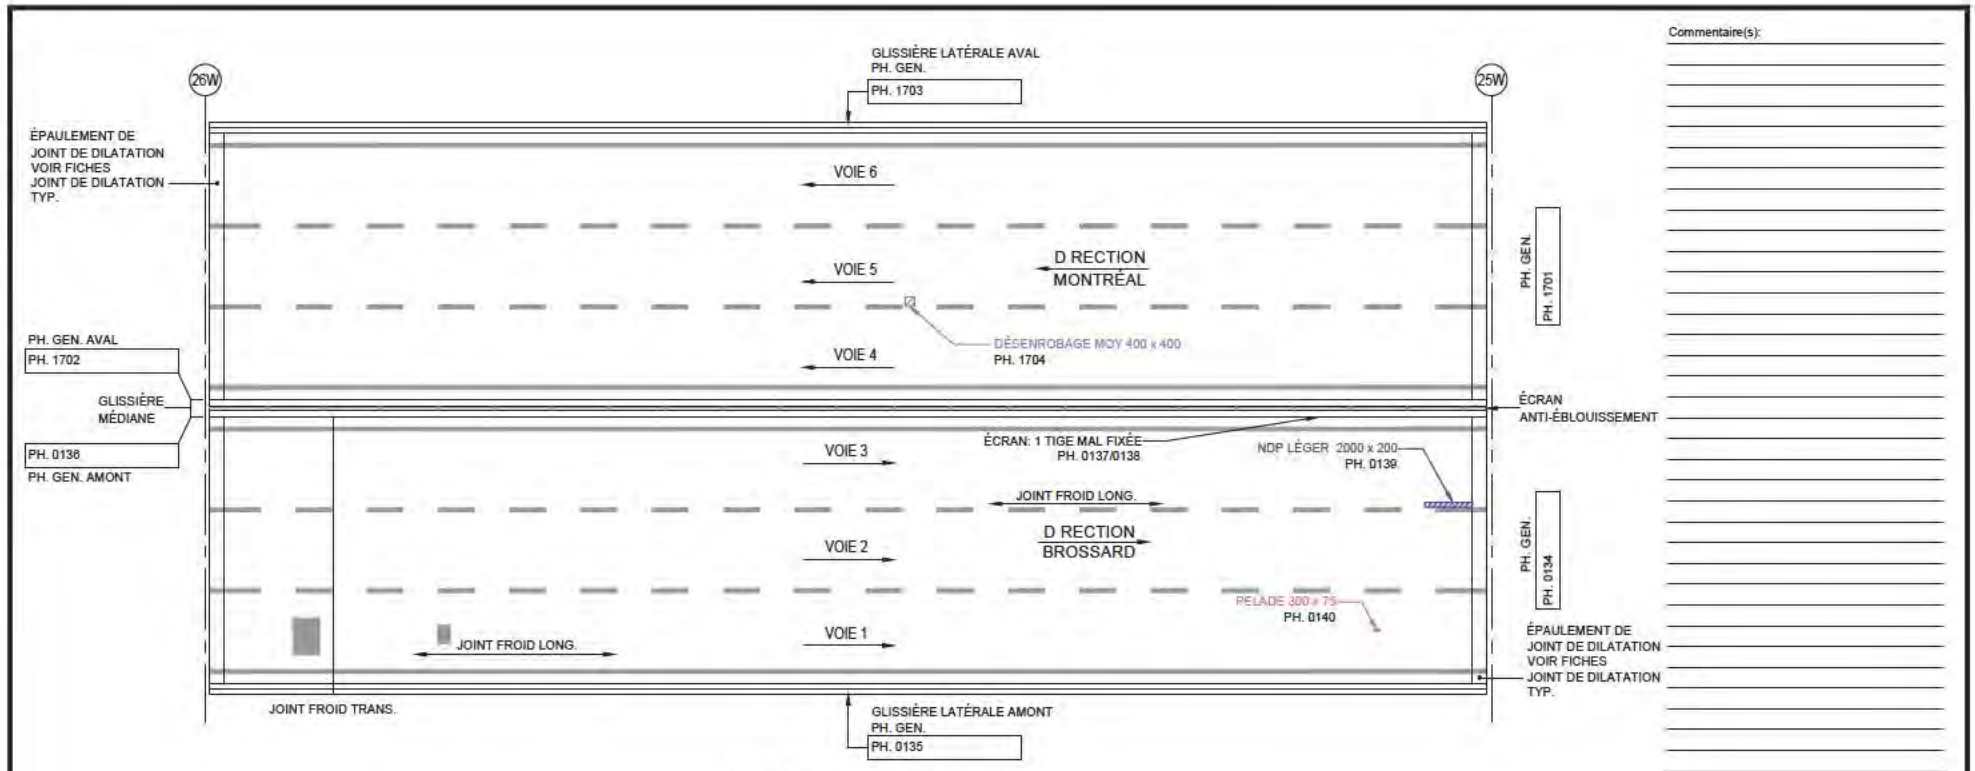 Commentaire(s):
GLISSIÈRE LATÉRALE AVAL
PH. GEN.
PH. 1703
26W
25W
ÉPAULEMENT DE
JOINT DE DILATATION
VOIR FICHES
JOINT DE DILATATION
TYP.
VOIE 6
VOIE 5
D RECTION
MONTRÉAL
PH. GEN.
PH. 1701
DÉSENROBAGE MOY 400 x 400
PH. 1704
VOIE 4
PH. GEN. AVAL
PH. 1702
GLISSIÈRE
MÉDIANE
PH. 0136
PH. GEN. AMONT
ÉCRAN
ANTI-ÉBLOUISSEMENT
ÉCRAN: 1 TIGE MAL FIXÉE
PH. 0137/0138
NDP LÉGER 2000 x 200
PH. 0139
VOIE 3
JOINT FROID LONG.
D RECTION
BROSSARD
VOIE 2
PH. GEN.
PH. 0134
PELADE 300 x 75
PH. 0140
VOIE 1
JOINT FROID LONG.
ÉPAULEMENT DE
JOINT DE DILATATION
VOIR FICHES
JOINT DE DILATATION
TYP.
JOINT FROID TRANS.
GLISSIÈRE LATÉRALE AMONT
PH. GEN.
PH. 0135